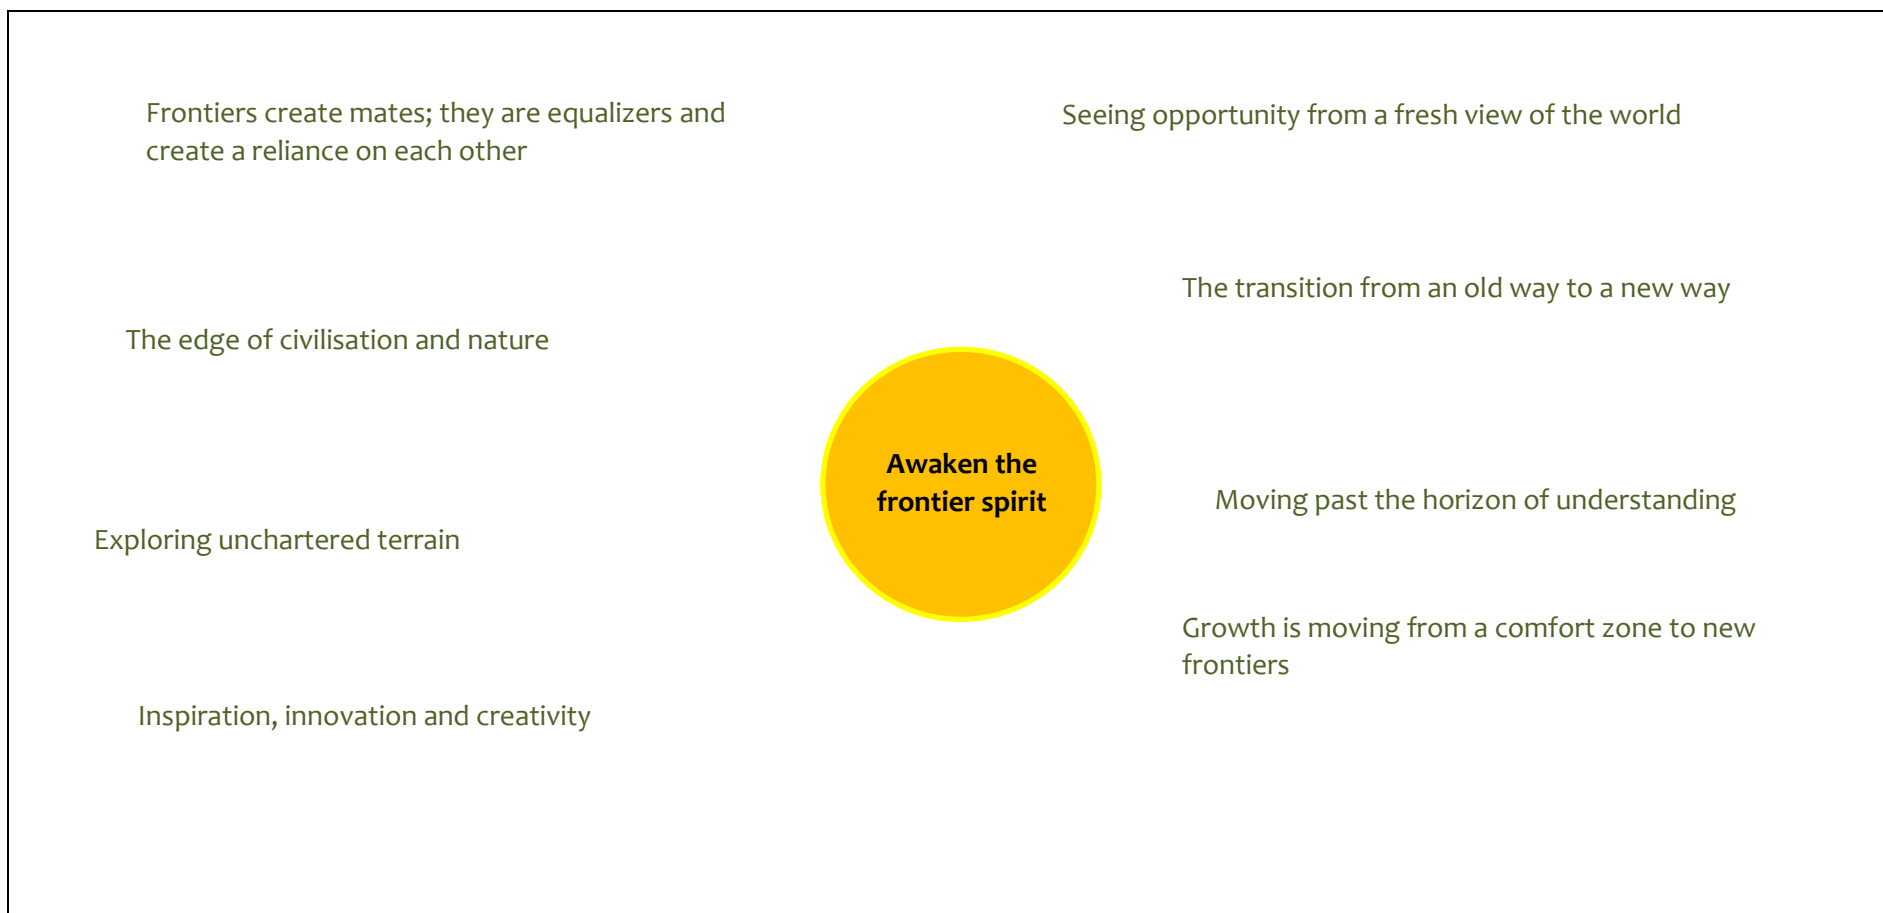 Frontiers create mates; they are equalizers and
create a reliance on each other
Seeing opportunity from a fresh view of the world
The transition from an old way to a new way
The edge of civilisation and nature
Awaken the
frontier spirit
Moving past the horizon of understanding
Exploring unchartered terrain
Growth is moving from a comfort zone to new
frontiers
Inspiration, innovation and creativity